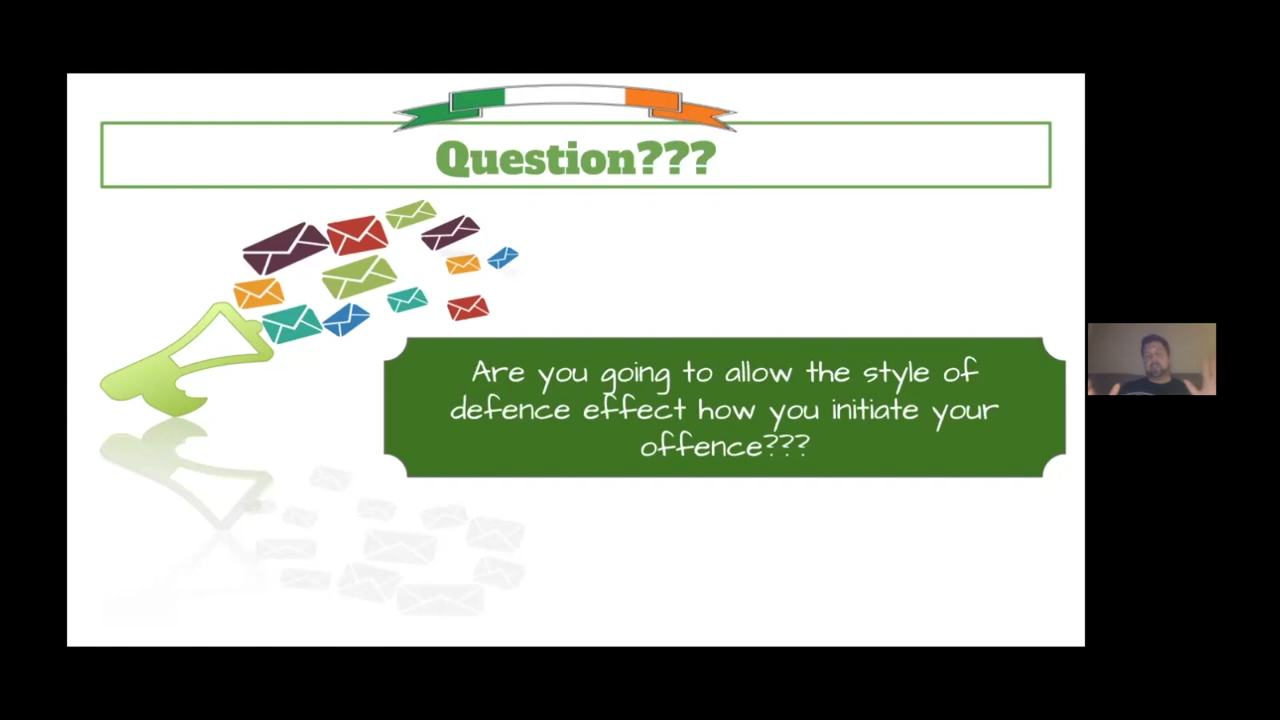 Question???
Are you going to allow the style of
defence effect how you initiate your
offence???